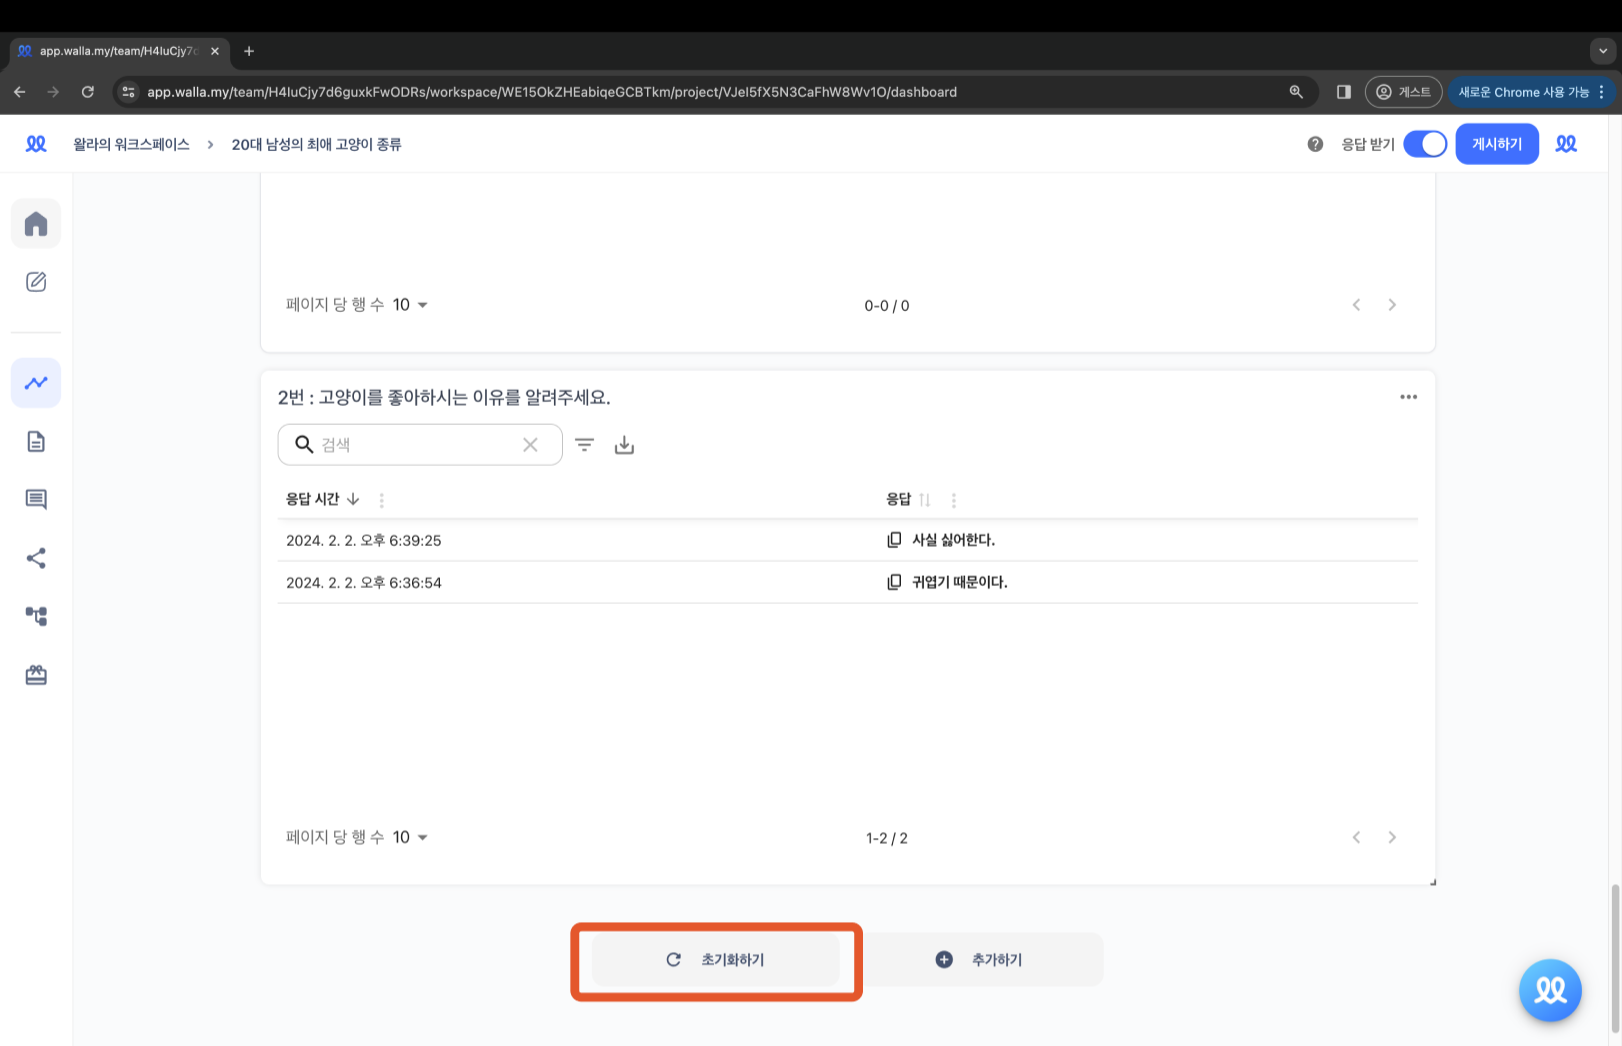 app.walla.my/team/H4IuCjy7d
app.walla.my/team/H4IuCjy7d6guxkFwODRs/workspace/WE15OkZHEabiqeGCBTkm/project/VJeI5fX5N3CaFhW8Wv1O/dashboard
게스트
새로운 Chrome 사용 가능
왈라의 워크스페이스 > 20대 남성의 최애 고양이 종류
응답 받기
게시하기
페이지 당 행 수 10
0-0 / 0
2번 : 고양이를 좋아하시는 이유를 알려주세요.
검색
응답 시간 응답
2024. 2. 2. 오후 6:39:25 사실 싫어한다.
2024. 2. 2. 오후 6:36:54 귀엽기 때문이다.
페이지 당 행 수 10
1-2 / 2
초기화하기
추가하기